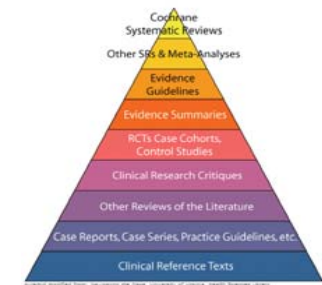 Cochrane
Systematic Reviews
Other SRs & Meta-Analyses
Evidence
Guidelines
Evidence Summaries
RCTs Case Cohorts,
Control Studies
Clinical Research Critiques
Other Reviews of the Literature
Case Reports, Case Series, Practice Guidelines, etc.
Clinical Reference Texts